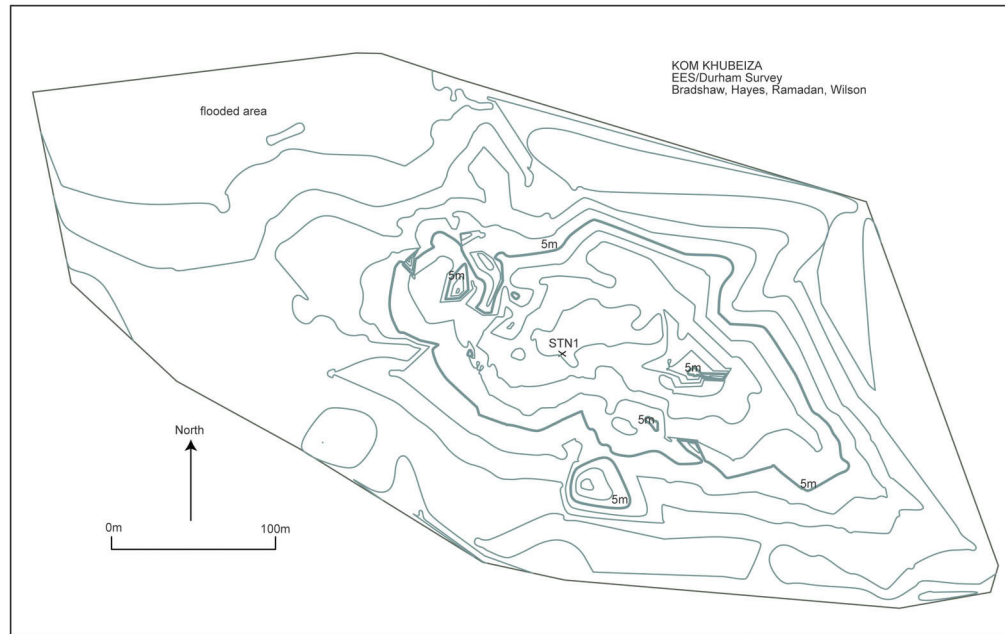 KOM KHUBEIZA
EES/Durham Survey
Bradshaw, Hayes, Ramadan, Wilson
flooded area
5m
5m
STN1
5m
5m
North
5m
5m
0m 100m